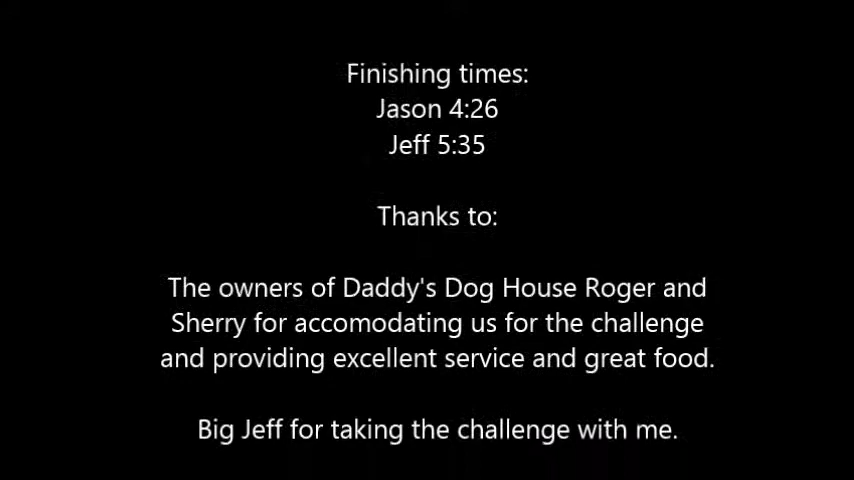 Finishing times:
Jason 4:26
Jeff 5:35
Thanks to:
The owners of Daddy's Dog House Roger and
Sherry for accomodating us for the challenge
and providing excellent service and great food.
Big Jeff for taking the challenge with me.